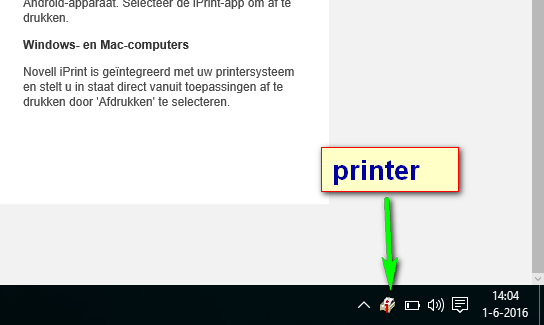 Android-apparaat. Selecteer de iPrint-app om af te
drukken.
Windows- en Mac-computers
Novell iPrint is geïntegreerd met uw printersysteem
en stelt u in staat direct vanuit toepassingen af te
drukken door 'Afdrukken' te selecteren.
printer
14:04
1-6-2016